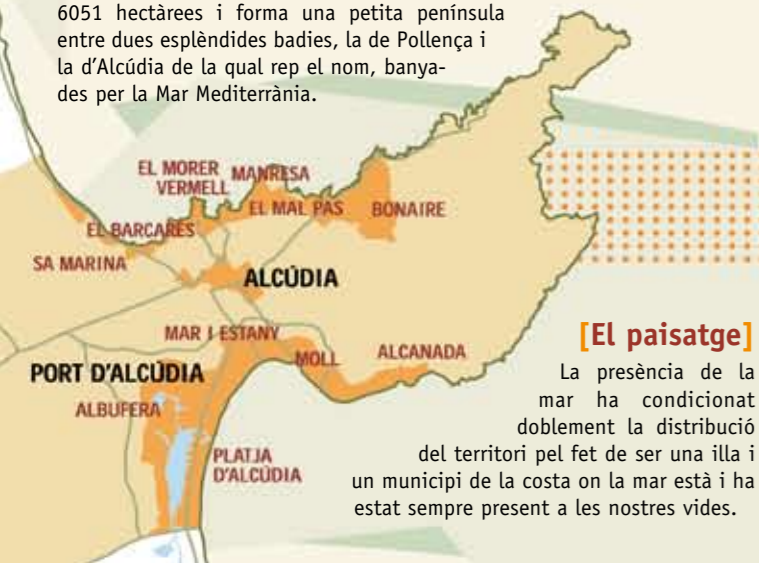 6051 hectàrees i forma una petita península
entre dues esplèndides badies, la de Pollença i
la d'Alcúdia de la qual rep el nom, banya-
des per la Mar Mediterrània.
EL MORER
VERMELL
MANRESA
EL MAL PAS
BONAIRE
EL BARCARÉS
SA MARINA
ALCÚDIA
MAR I ESTANY
MOLL
ALCANADA
PORT D'ALCÚDIA
ALBUFERA
PLATJA
D'ALCÚDIA
[El paisatge]
La presència de la
mar ha condicionat
doblement la distribució
del territori pel fet de ser una illa i
un municipi de la costa on la mar està i ha
estat sempre present a les nostres vides.